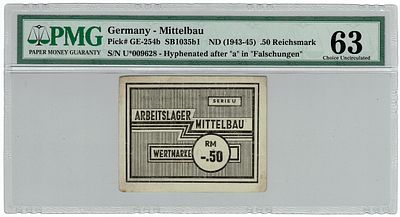 PMG
PAPER MONEY GUARANTY
Germany - Mittelbau
Pick# GE-254b SB1035b1 ND (1943-45) .50 Reichsmark
S/N U*009628 - Hyphenated after "a" in "Falschungen"
63
Choice Uncirculated
SERIE U
ARBEITSLAGER
MITTELBAU
WERTMARKE
RM
-.50